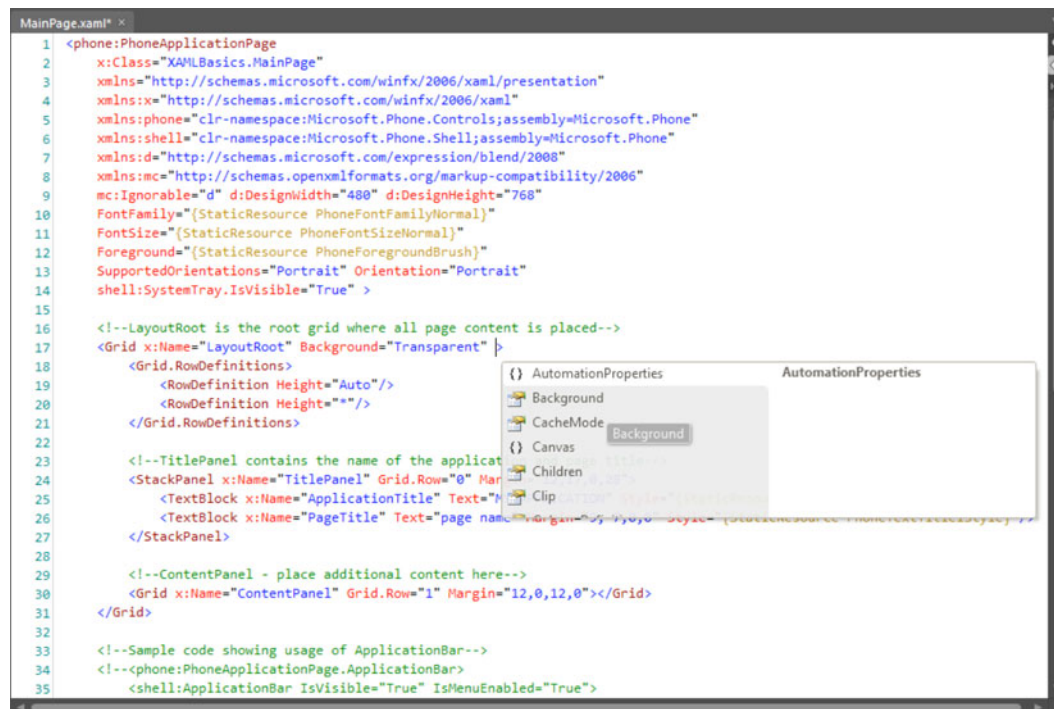 MainPage.xaml* ×
1 <phone:PhoneApplicationPage
2 x:Class="XAMLBasics.MainPage"
3 xmlns="http://schemas.microsoft.com/winfx/2006/xaml/presentation"
4 xmlns:x="http://schemas.microsoft.com/winfx/2006/xaml"
5 xmlns:phone="clr-namespace:Microsoft.Phone.Controls;assembly=Microsoft.Phone"
6 xmlns:shell="clr-namespace:Microsoft.Phone.Shell;assembly=Microsoft.Phone"
7 xmlns:d="http://schemas.microsoft.com/expression/blend/2008"
8 xmlns:mc="http://schemas.openxmlformats.org/markup-compatibility/2006"
9 mc:Ignorable="d" d:DesignWidth="480" d:DesignHeight="768"
10 FontFamily="{StaticResource PhoneFontFamilyNormal}"
11 FontSize="{StaticResource PhoneFontSizeNormal}"
12 Foreground="{StaticResource PhoneForegroundBrush}"
13 SupportedOrientations="Portrait" Orientation="Portrait"
14 shell:SystemTray.IsVisible="True" >
15
16 <!--LayoutRoot is the root grid where all page content is placed-->
17 <Grid x:Name="LayoutRoot" Background="Transparent" >
18 <Grid.RowDefinitions>
19 <RowDefinition Height="Auto"/>
20 <RowDefinition Height="*"/>
21 </Grid.RowDefinitions>
22
23 <!--TitlePanel contains the name of the applicat
24 <StackPanel x:Name="TitlePanel" Grid.Row="0" Mar
25 <TextBlock x:Name="ApplicationTitle" Text="M
26 <TextBlock x:Name="PageTitle" Text="page name"
27 </StackPanel>
28
29 <!--ContentPanel - place additional content here-->
30 <Grid x:Name="ContentPanel" Grid.Row="1" Margin="12,0,12,0"></Grid>
31 </Grid>
32
33 <!--Sample code showing usage of ApplicationBar-->
34 <!--<phone:PhoneApplicationPage.ApplicationBar>
35 <shell:ApplicationBar IsVisible="True" IsMenuEnabled="True">
{} AutomationProperties
Background
CacheMode
{} Canvas
Children
Clip
Background
AutomationProperties